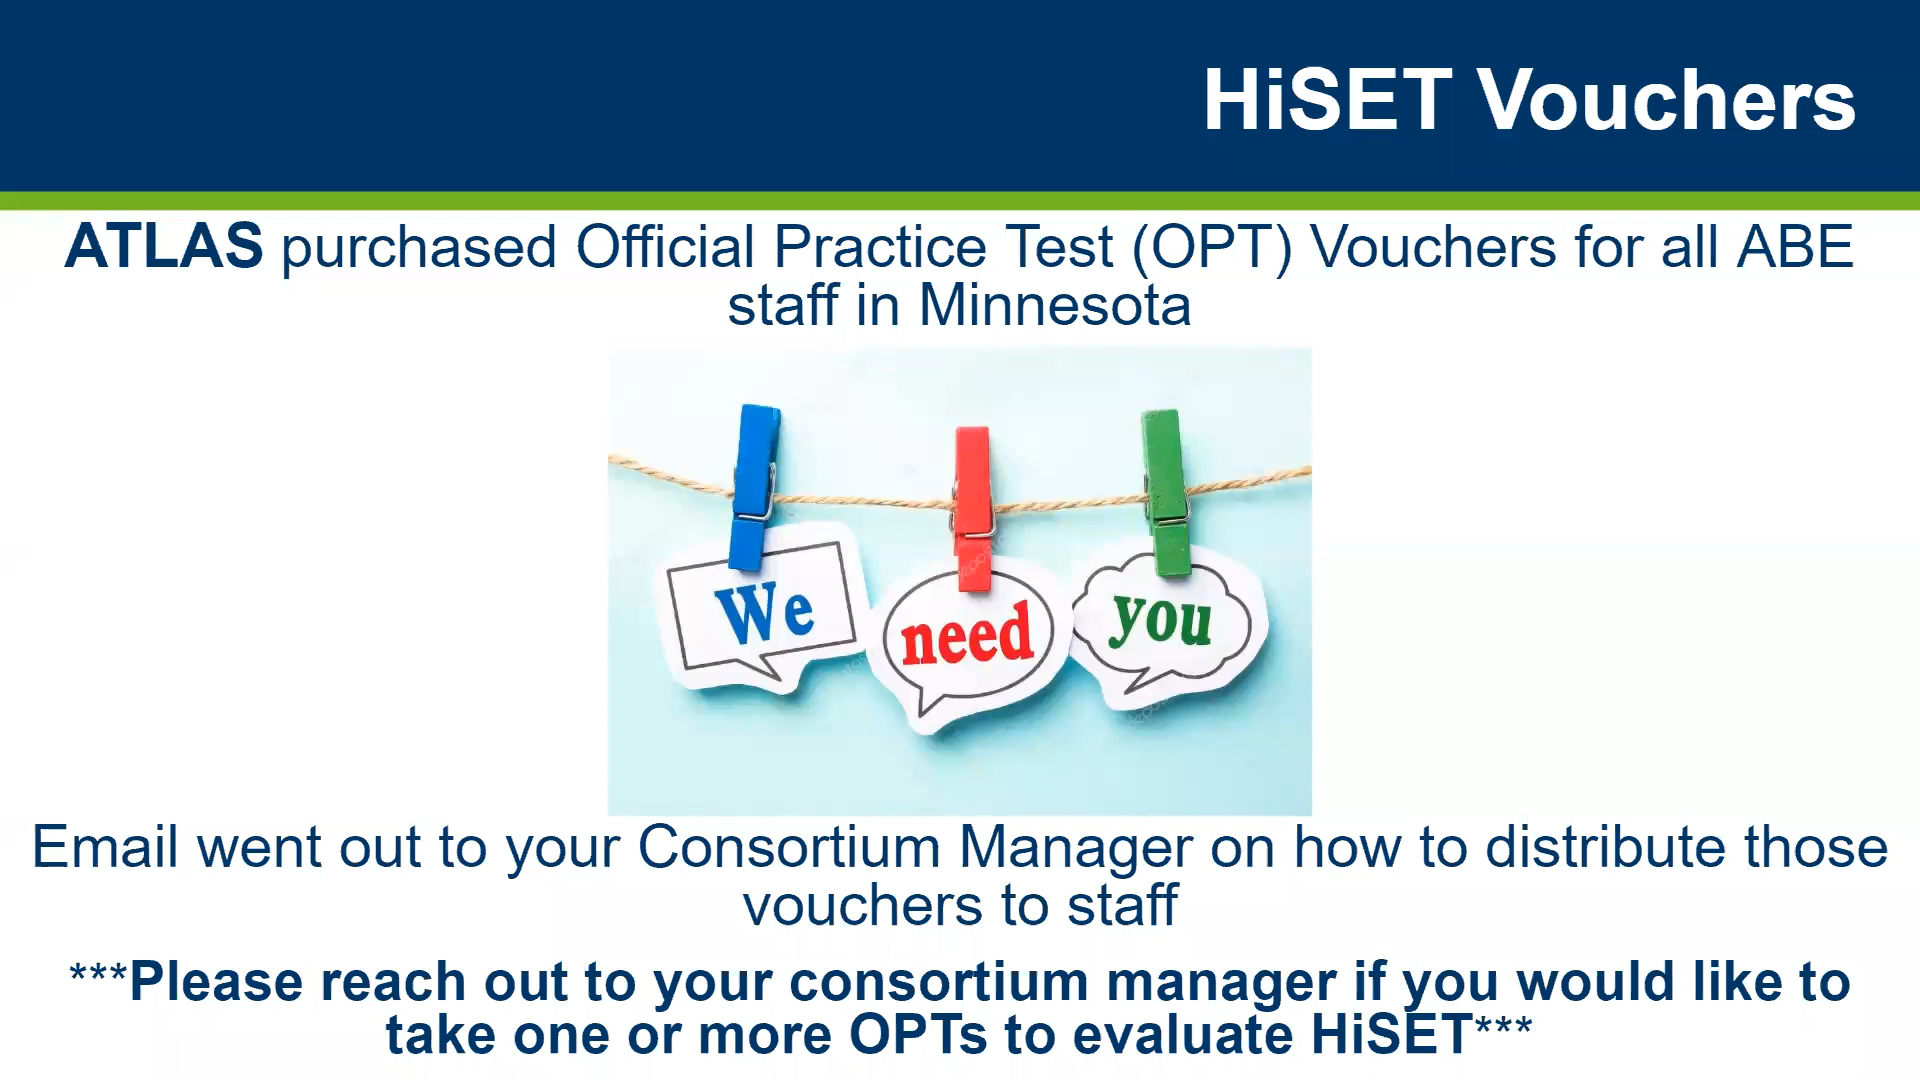 HiSET Vouchers
ATLAS purchased Official Practice Test (OPT) Vouchers for all ABE
staff in Minnesota
We
need
you
Email went out to your Consortium Manager on how to distribute those
vouchers to staff
***Please reach out to your consortium manager if you would like to
take one or more OPTs to evaluate HiSET***